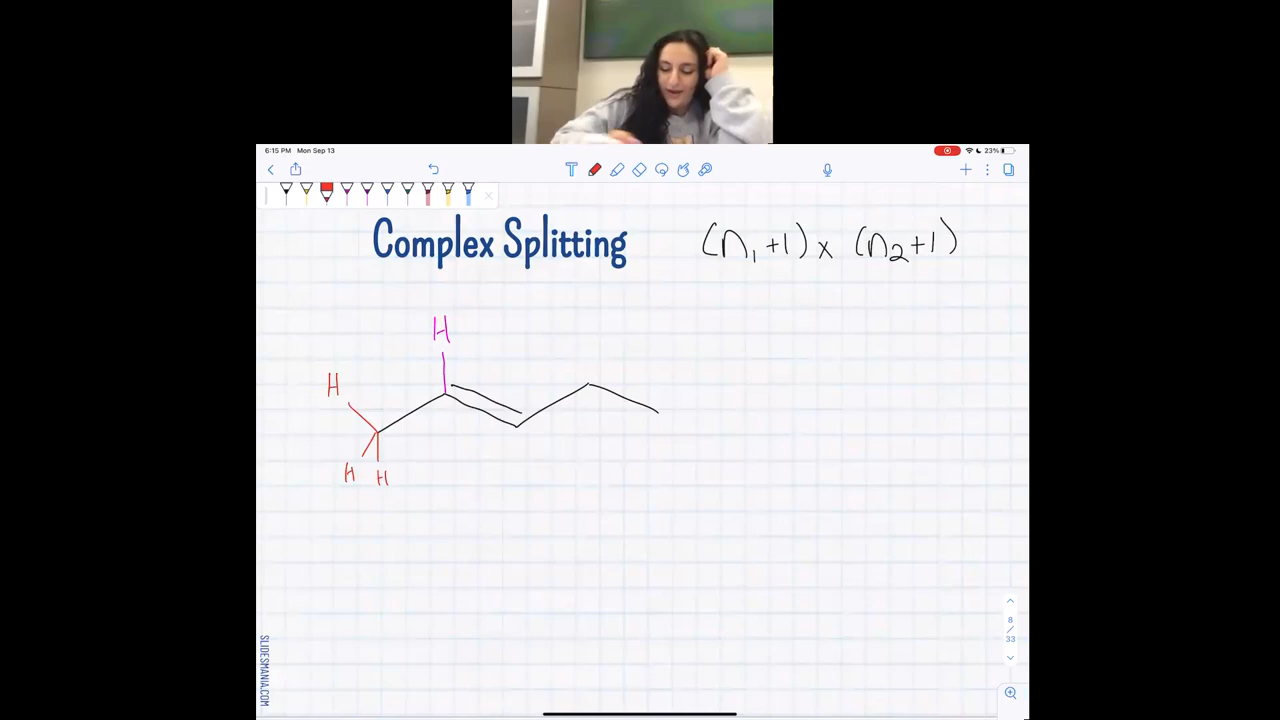 6:15 PM Mon Sep 13
23%
T
Complex Splitting (n₁+1) x (n₂+1)
H
H
H H
8
/
33
SLIDESMANIA.COM